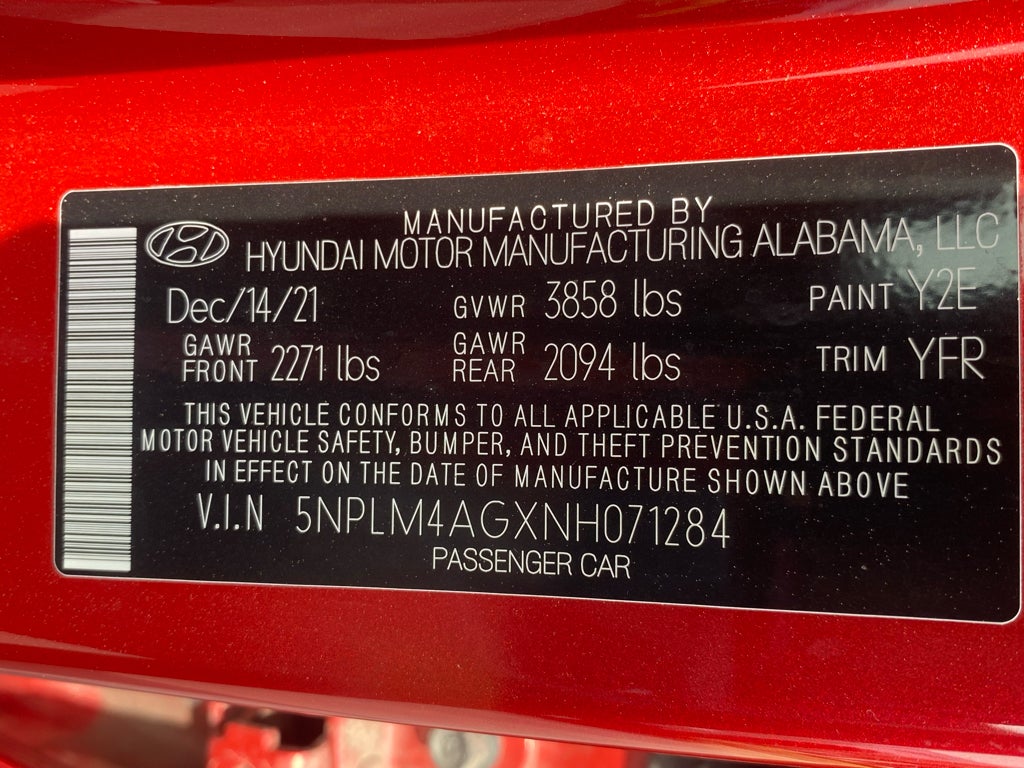 MANUFACTURED BY
HYUNDAI MOTOR MANUFACTURING ALABAMA, LLC
Dec/14/21 GVWR 3858 lbs PAINT Y2E
GAWR FRONT 2271 lbs GAWR REAR 2094 lbs TRIM YFR
THIS VEHICLE CONFORMS TO ALL APPLICABLE U.S.A. FEDERAL
MOTOR VEHICLE SAFETY, BUMPER, AND THEFT PREVENTION STANDARDS
IN EFFECT ON THE DATE OF MANUFACTURE SHOWN ABOVE
V.I.N 5NPLM4AGXNH071284
PASSENGER CAR